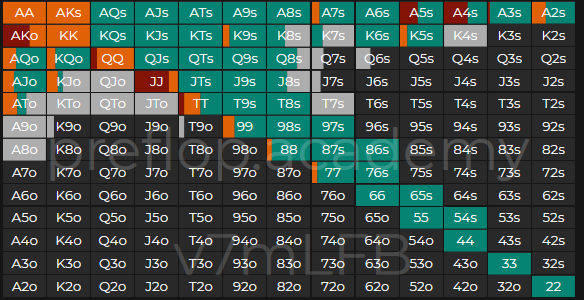 AA AKs AQs AJs ATs A9s A8s A7s A6s A5s A4s A3s A2s
AKo KK KQs KJs KTs K9s K8s K7s K6s K5s K4s K3s K2s
AQo KQo QQ QJs QTs Q9s Q8s Q7s Q6s Q5s Q4s Q3s Q2s
AJo KJo QJo JJ JTs J9s J8s J7s J6s J5s J4s J3s J2s
ATo KTo QTo JTo TT T9s T8s T7s T6s T5s T4s T3s T2s
A9o K9o Q9o J9o T9o 99 98s 97s 96s 95s 94s 93s 92s
A8o K8o Q8o J8o T8o 98o 88 87s 86s 85s 84s 83s 82s
preflop.academy
A7o K7o Q7o J7o T7o 97o 87o 77 76s 75s 74s 73s 72s
A6o K6o Q6o J6o T6o 96o 86o 76o 66 65s 64s 63s 62s
A5o K5o Q5o J5o T5o 95o 85o 75o 65o 55 54s 53s 52s
A4o K4o Q4o J4o T4o 94o 84o 74o 64o 54o 44 43s 42s
v7mLFB
A3o K3o Q3o J3o T3o 93o 83o 73o 63o 53o 43o 33 32s
A2o K2o Q2o J2o T2o 92o 82o 72o 62o 52o 42o 32o 22